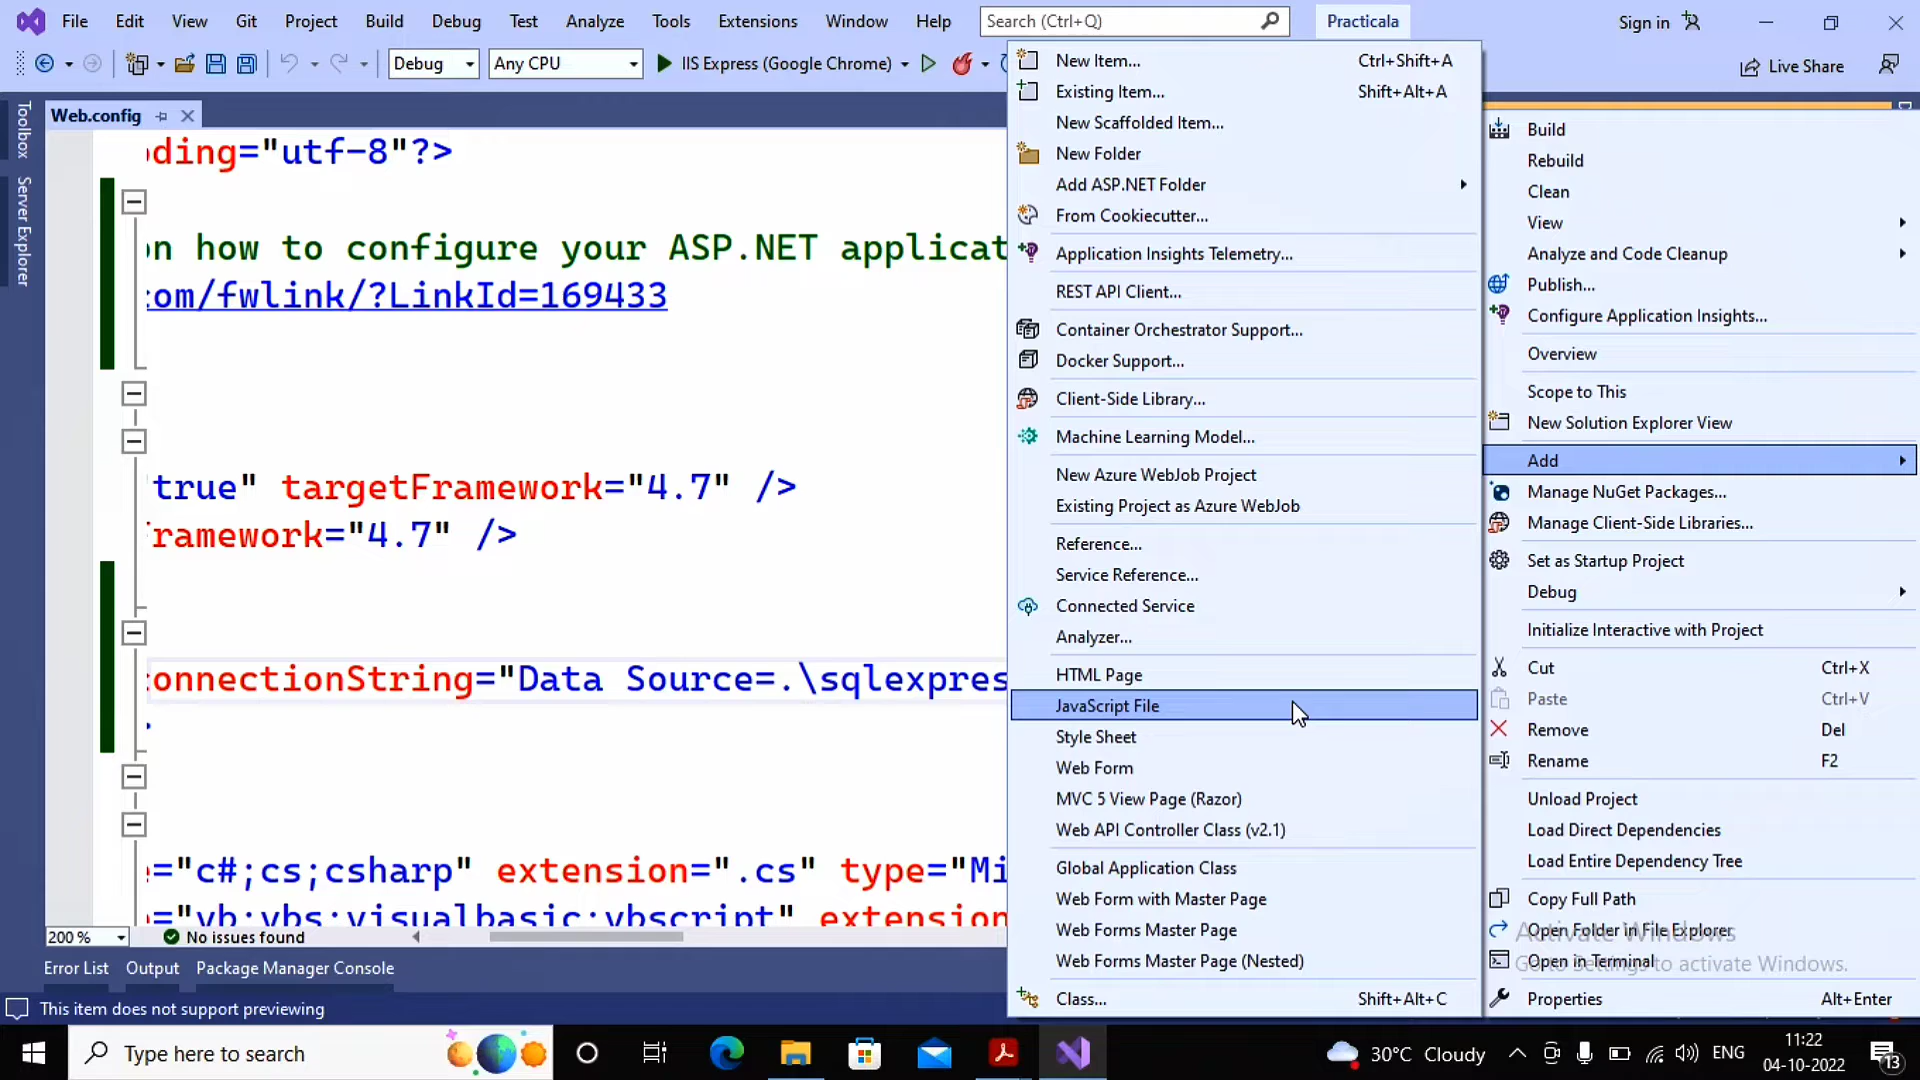 File Edit View Git Project Build Debug Test Analyze Tools Extensions Window Help Search (Ctrl+Q) Practicala Sign in
Debug Any CPU IIS Express (Google Chrome) Live Share
Toolbox
Server Explorer
Web.config
ding="utf-8"?>
on how to configure your ASP.NET applicat
com/fwlink/?LinkId=169433
"true" targetFramework="4.7" />
ramework="4.7" />
onnectionString="Data Source=.\sqlexpres
>
e="c#;cs;csharp" extension=".cs" type="Mi
e="vb;vbs;visualbasic;vbscript" extension
200 % No issues found
Error List Output Package Manager Console
This item does not support previewing
New Item... Ctrl+Shift+A
Existing Item... Shift+Alt+A
New Scaffolded Item...
New Folder
Add ASP.NET Folder
From Cookiecutter...
Application Insights Telemetry...
REST API Client...
Container Orchestrator Support...
Docker Support...
Client-Side Library...
Machine Learning Model...
New Azure WebJob Project
Existing Project as Azure WebJob
Reference...
Service Reference...
Connected Service
Analyzer...
HTML Page
JavaScript File
Style Sheet
Web Form
MVC 5 View Page (Razor)
Web API Controller Class (v2.1)
Global Application Class
Web Form with Master Page
Web Forms Master Page
Web Forms Master Page (Nested)
Class... Shift+Alt+C
Build
Rebuild
Clean
View
Analyze and Code Cleanup
Publish...
Configure Application Insights...
Overview
Scope to This
New Solution Explorer View
Add
Manage NuGet Packages...
Manage Client-Side Libraries...
Set as Startup Project
Debug
Initialize Interactive with Project
Cut Ctrl+X
Paste Ctrl+V
Remove Del
Rename F2
Unload Project
Load Direct Dependencies
Load Entire Dependency Tree
Copy Full Path
Open Folder in File Explorer
Open in Terminal
Properties Alt+Enter
Activate Windows
Go to Settings to activate Windows.
Type here to search
30°C Cloudy ENG
11:22
04-10-2022
13